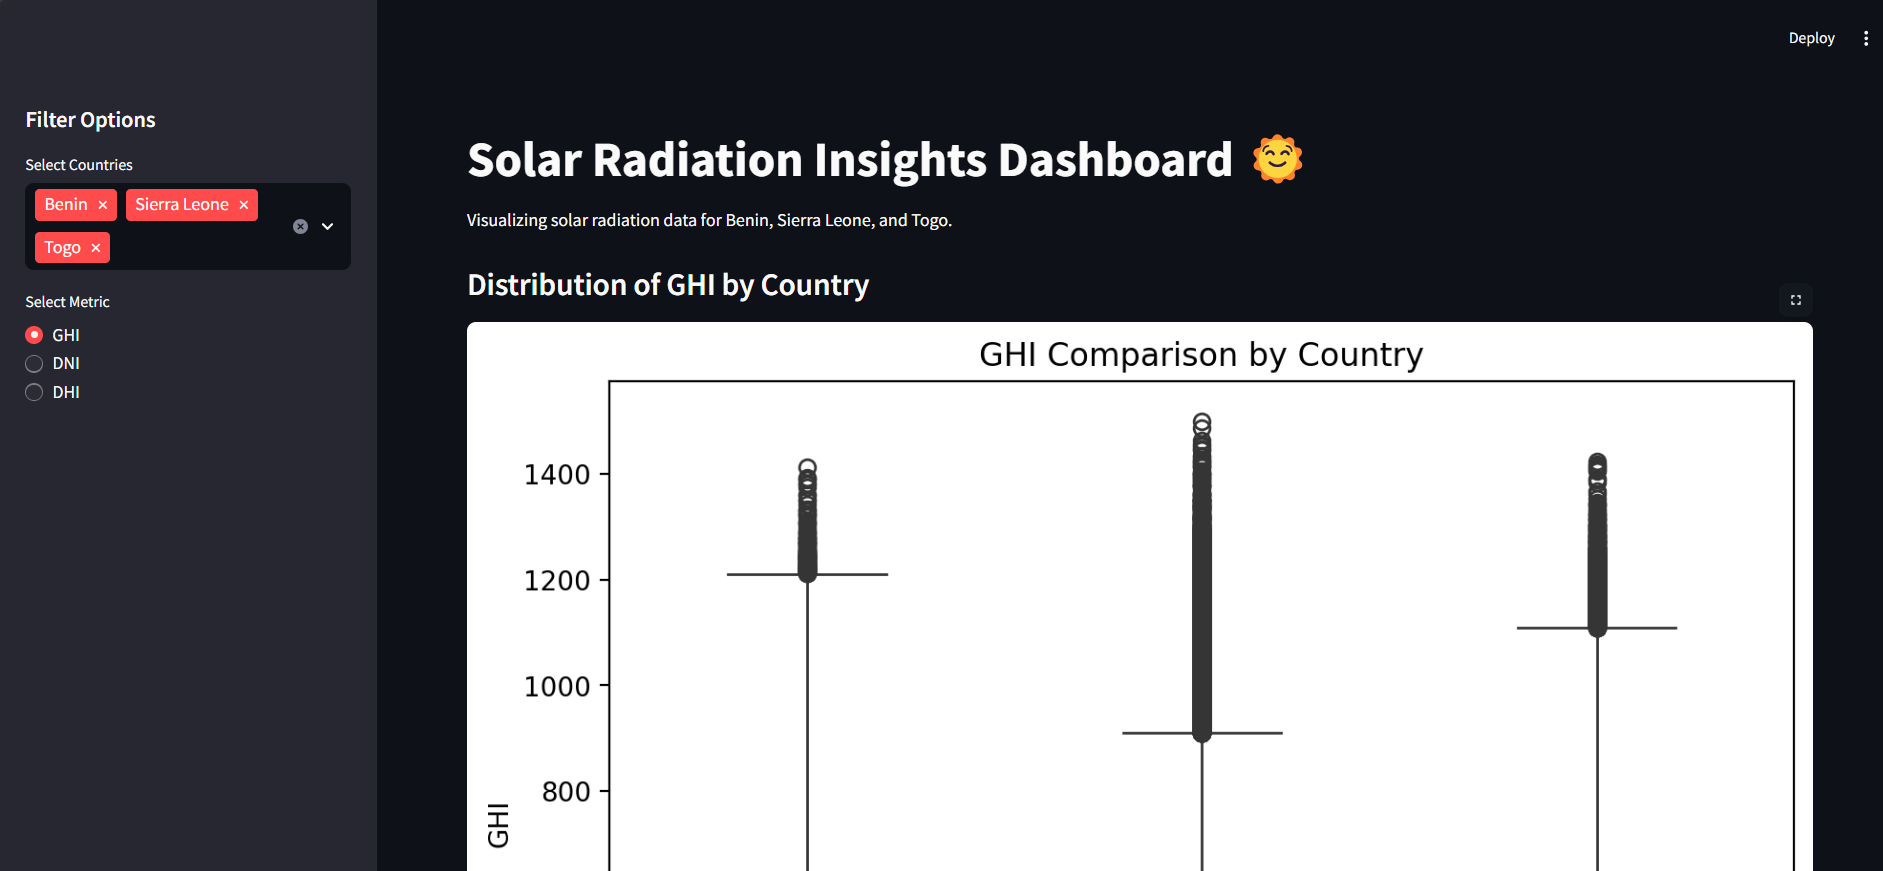 Deploy
Filter Options
Select Countries
Benin × Sierra Leone ×
Togo ×
Select Metric
GHI
DNI
DHI
Solar Radiation Insights Dashboard
Visualizing solar radiation data for Benin, Sierra Leone, and Togo.
Distribution of GHI by Country
GHI Comparison by Country
1400
1200
1000
800
GHI